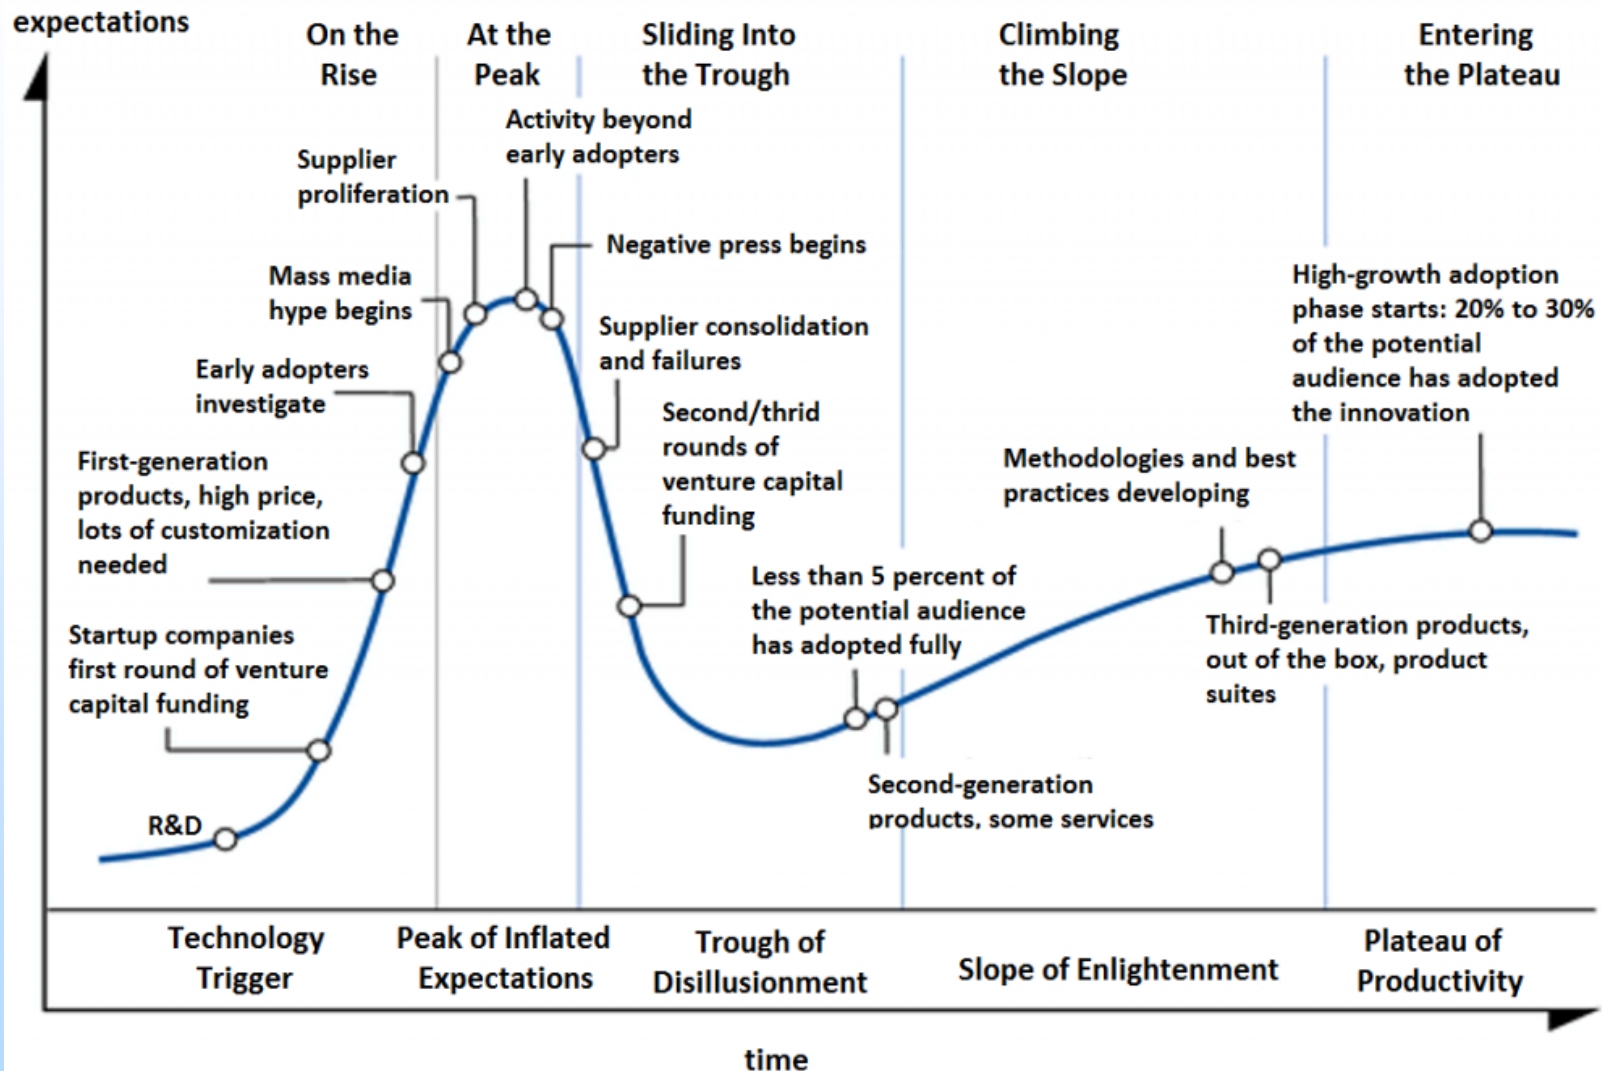 expectations
On the
Rise
At the
Peak
Sliding Into
the Trough
Climbing
the Slope
Entering
the Plateau
Activity beyond
early adopters
Supplier
proliferation
Negative press begins
Mass media
hype begins
Supplier consolidation
and failures
Early adopters
investigate
Second/thrid
rounds of
venture capital
funding
First-generation
products, high price,
lots of customization
needed
Startup companies
first round of venture
capital funding
R&D
Less than 5 percent of
the potential audience
has adopted fully
Second-generation
products, some services
Methodologies and best
practices developing
Third-generation products,
out of the box, product
suites
High-growth adoption
phase starts: 20% to 30%
of the potential
audience has adopted
the innovation
Technology
Trigger
Peak of Inflated
Expectations
Trough of
Disillusionment
Slope of Enlightenment
Plateau of
Productivity
time